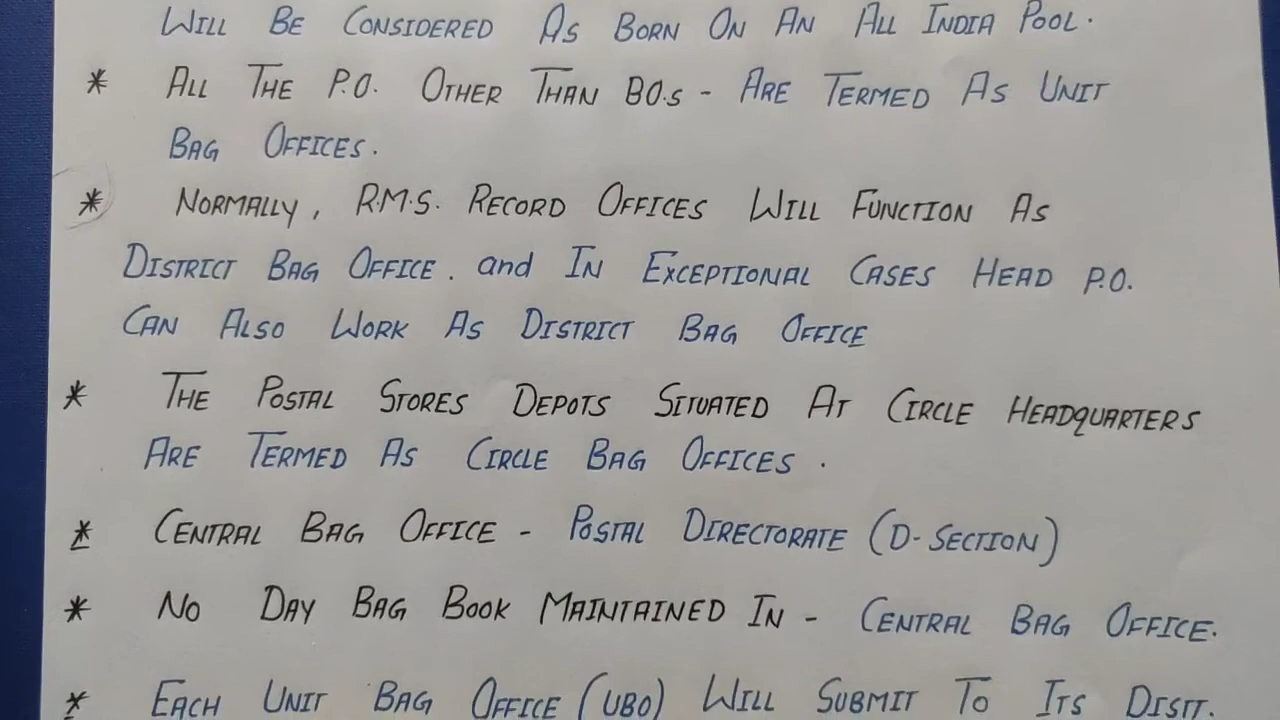 WILL BE CONSIDERED AS BORN ON AN ALL INDIA POOL.
* ALL THE P.O. OTHER THAN BO.s - ARE TERMED AS UNIT
BAG OFFICES.
* NORMALLY, R.M.S. RECORD OFFICES WILL FUNCTION AS
DISTRICT BAG OFFICE. and IN EXCEPTIONAL CASES HEAD P.O.
CAN ALSO WORK AS DISTRICT BAG OFFICE
* THE POSTAL STORES DEPOTS SITUATED AT CIRCLE HEADQUARTERS
ARE TERMED AS CIRCLE BAG OFFICES.
* CENTRAL BAG OFFICE - POSTAL DIRECTORATE (D-SECTION)
* NO DAY BAG BOOK MAINTAINED IN - CENTRAL BAG OFFICE.
* EACH UNIT BAG OFFICE (UBO) WILL SUBMIT TO ITS DISTT.